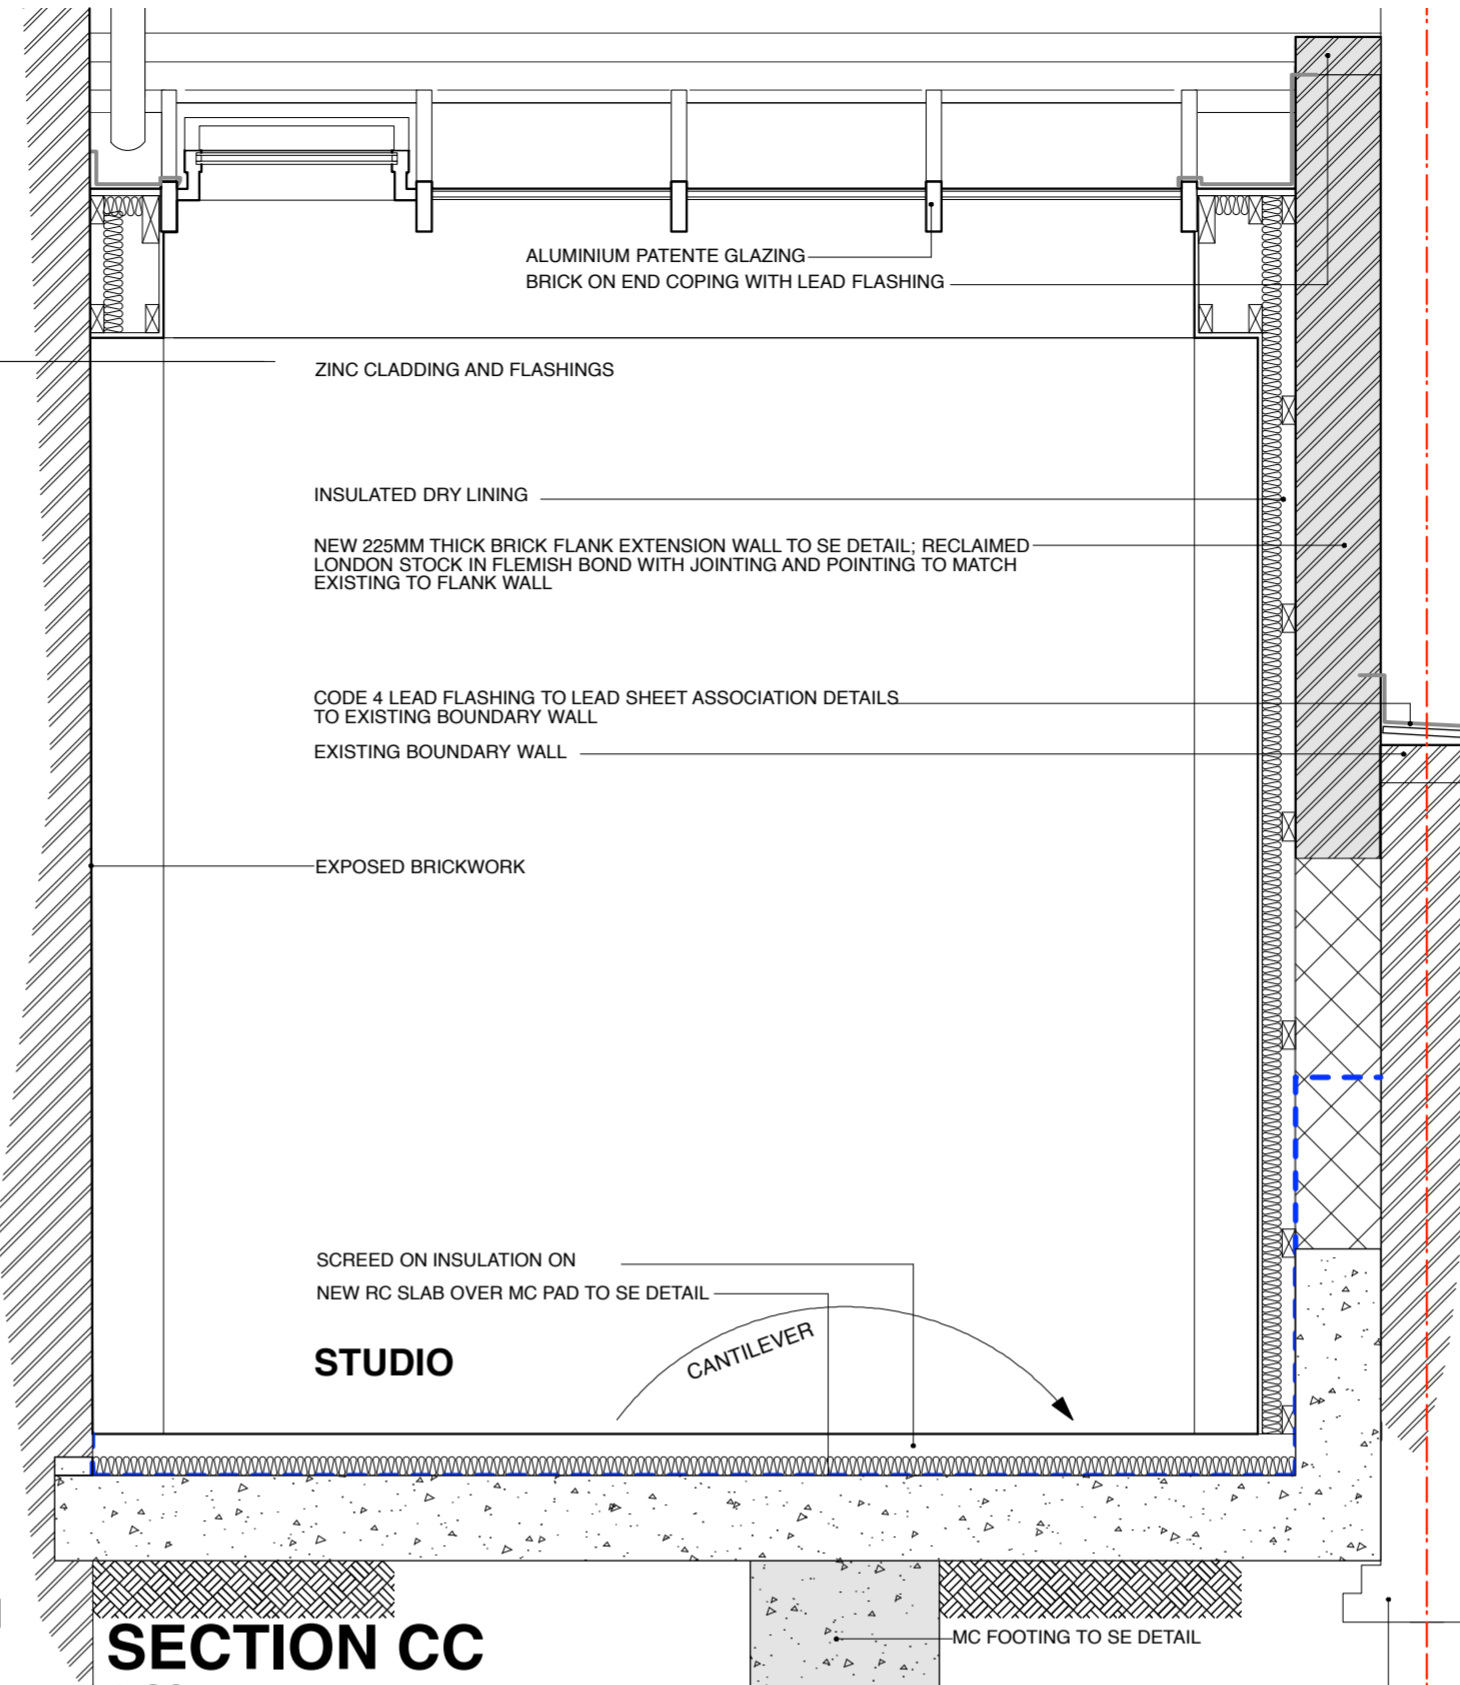 ALUMINIUM PATENTE GLAZING
BRICK ON END COPING WITH LEAD FLASHING
ZINC CLADDING AND FLASHINGS
INSULATED DRY LINING
NEW 225MM THICK BRICK FLANK EXTENSION WALL TO SE DETAIL; RECLAIMED
LONDON STOCK IN FLEMISH BOND WITH JOINTING AND POINTING TO MATCH
EXISTING TO FLANK WALL
CODE 4 LEAD FLASHING TO LEAD SHEET ASSOCIATION DETAILS
TO EXISTING BOUNDARY WALL
EXISTING BOUNDARY WALL
EXPOSED BRICKWORK
SCREED ON INSULATION ON
NEW RC SLAB OVER MC PAD TO SE DETAIL
CANTILEVER
STUDIO
SECTION CC
MC FOOTING TO SE DETAIL